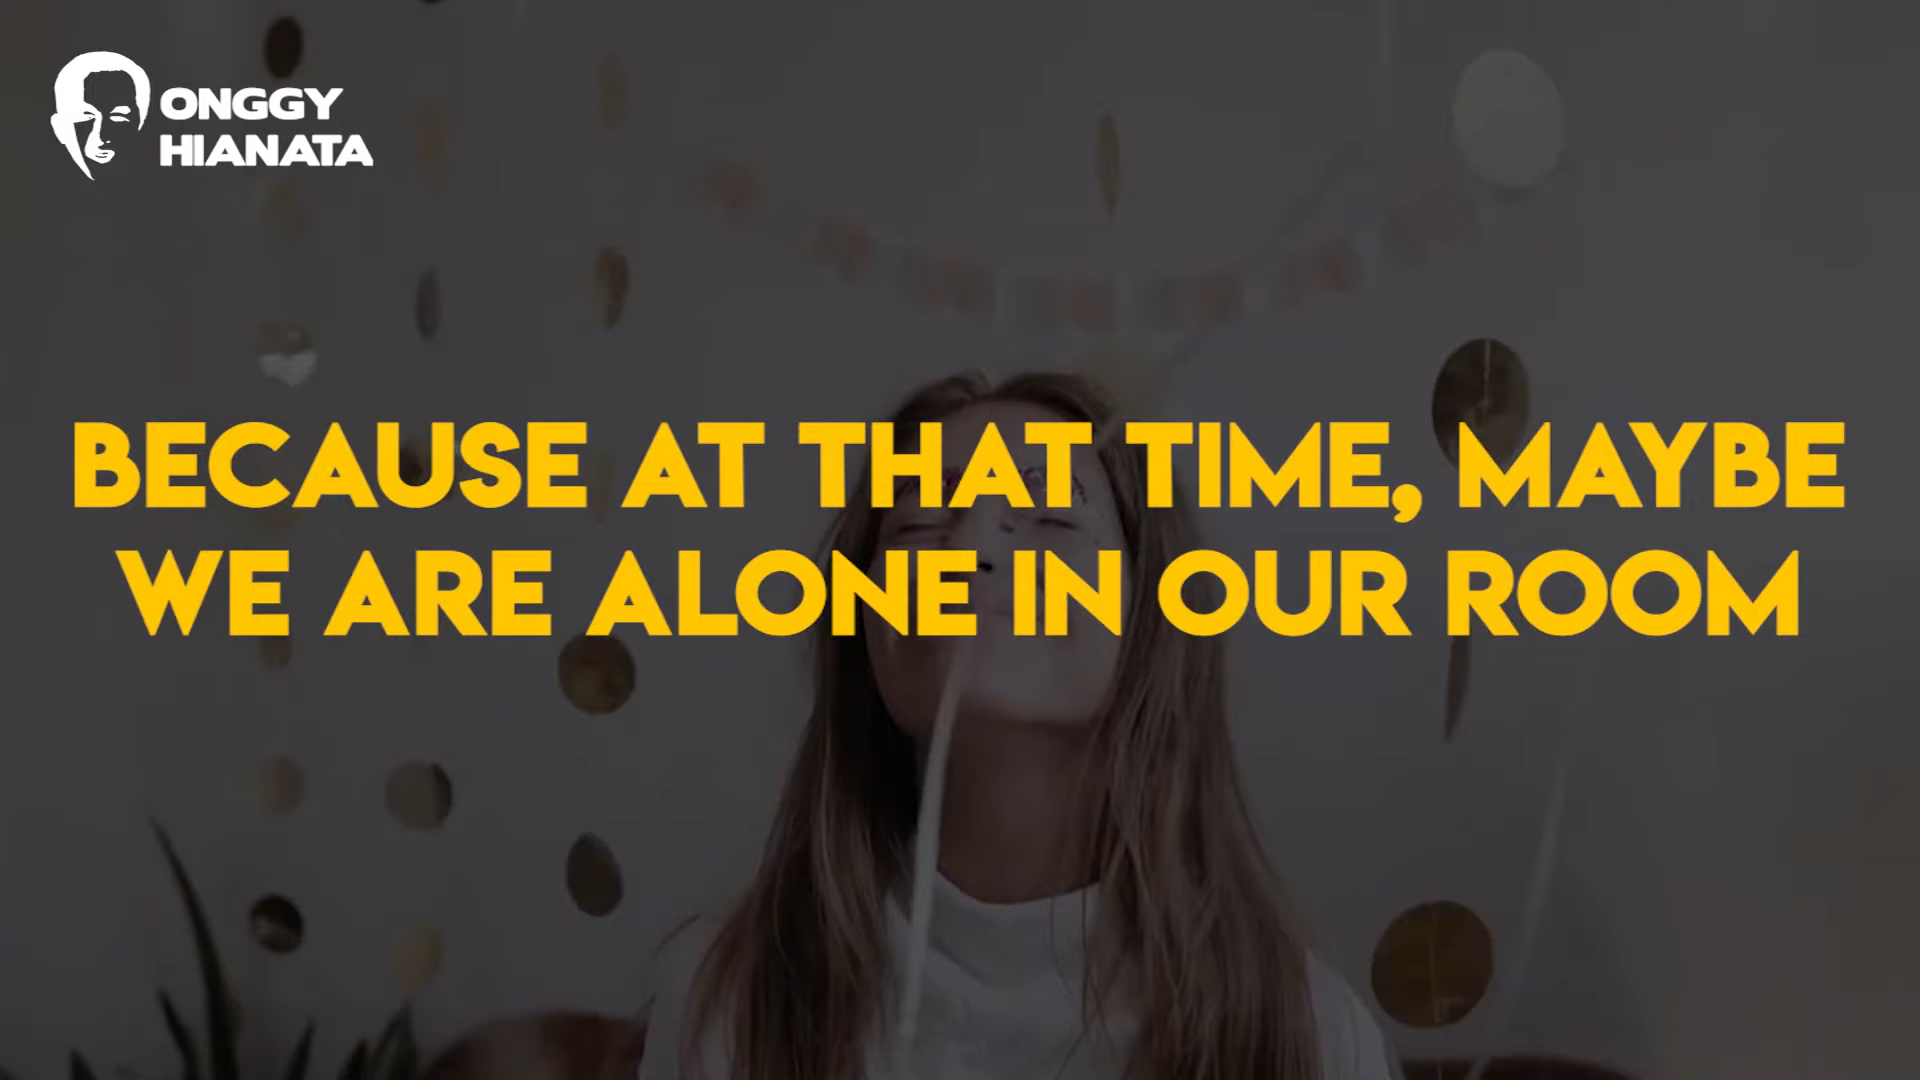 ONGGY
HIANATA
BECAUSE AT THAT TIME, MAYBE
WE ARE ALONE IN OUR ROOM